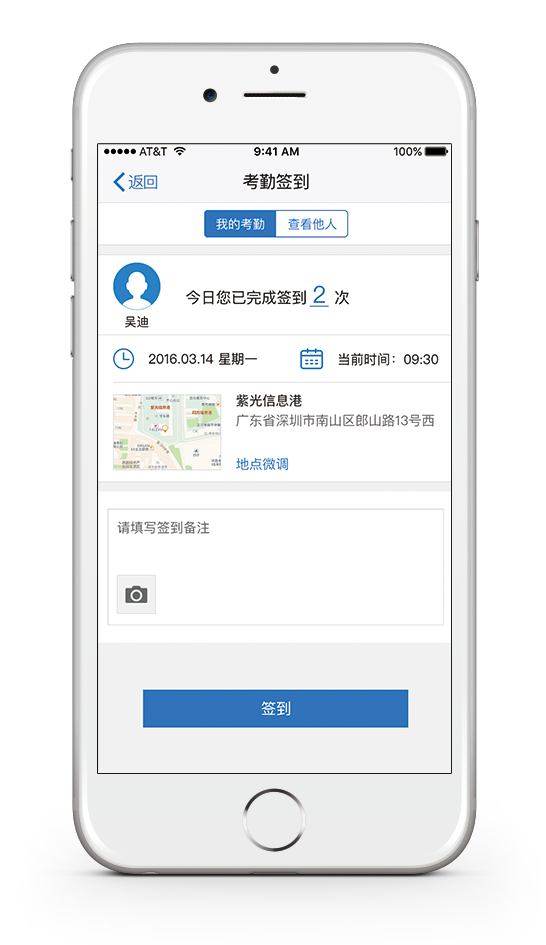 AT&T 9:41 AM 100%
返回 考勤签到
我的考勤 查看他人
今日您已完成签到 2 次
吴迪
2016.03.14 星期一 当前时间：09:30
紫光信息港
广东省深圳市南山区郎山路13号西
地点微调
请填写签到备注
签到